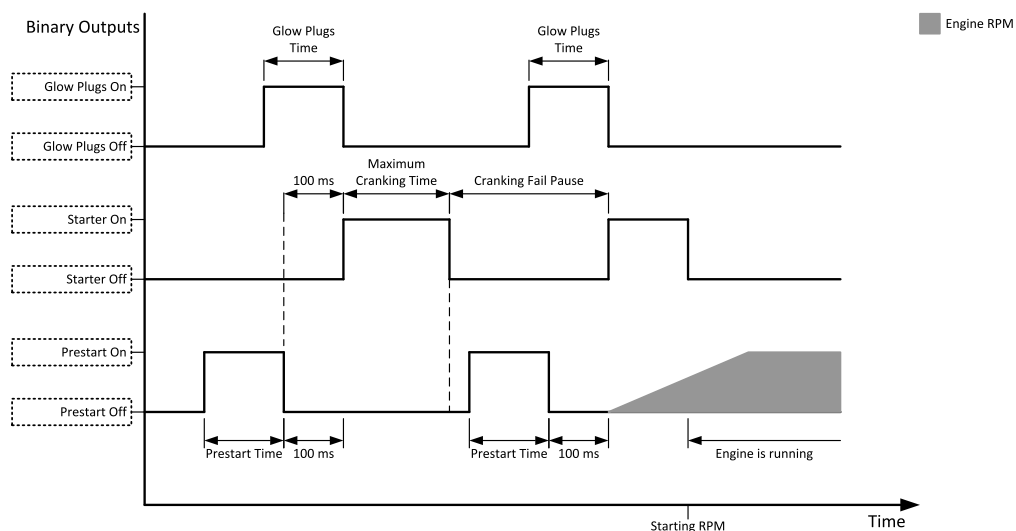 Binary Outputs
Engine RPM
Glow Plugs
Time
Glow Plugs
Time
Glow Plugs On
Glow Plugs Off
Maximum
Cranking Time
100 ms
Cranking Fail Pause
Starter On
Starter Off
Prestart On
Prestart Off
Prestart Time
100 ms
Prestart Time
100 ms
Engine is running
Time
Starting RPM